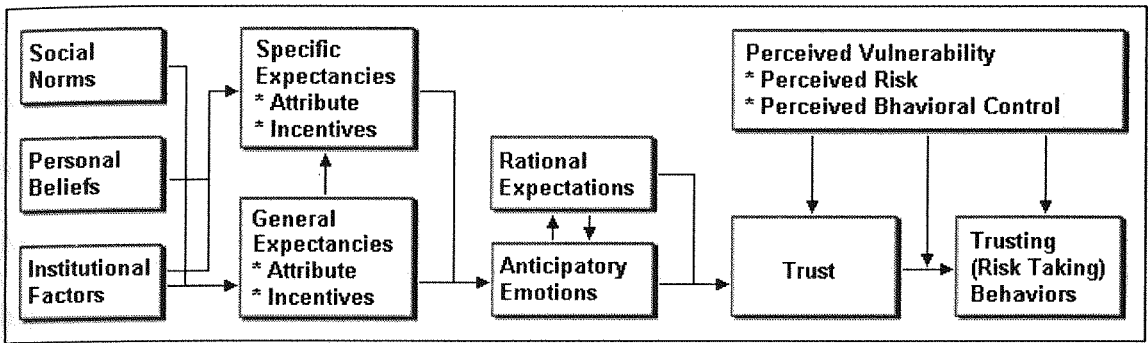 Social
Norms
Personal
Beliefs
Institutional
Factors
Specific
Expectancies
* Attribute
* Incentives
General
Expectancies
* Attribute
* Incentives
Rational
Expectations
Anticipatory
Emotions
Perceived Vulnerability
* Perceived Risk
* Perceived Bhavioral Control
Trust
Trusting
(Risk Taking)
Behaviors